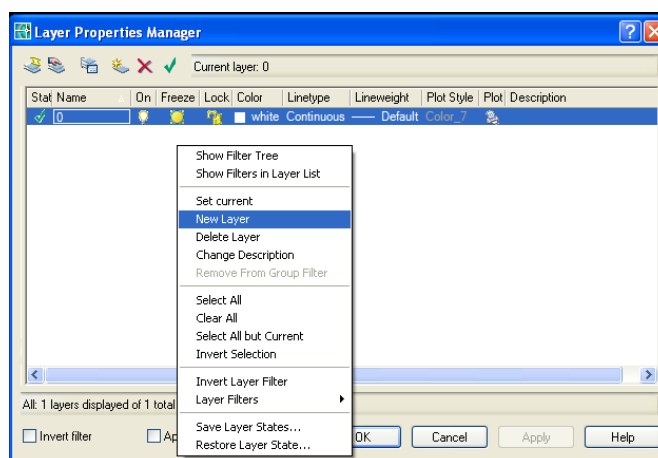 Layer Properties Manager
Current layer: 0
Stat Name On Freeze Lock Color Linetype Lineweight Plot Style Plot Description
0 white Continuous Default Color_7
Show Filter Tree
Show Filters in Layer List
Set current
New Layer
Delete Layer
Change Description
Remove From Group Filter
Select All
Clear All
Select All but Current
Invert Selection
Invert Layer Filter
Layer Filters
Save Layer States...
Restore Layer State...
All: 1 layers displayed of 1 total
Invert filter Ap OK Cancel Apply Help